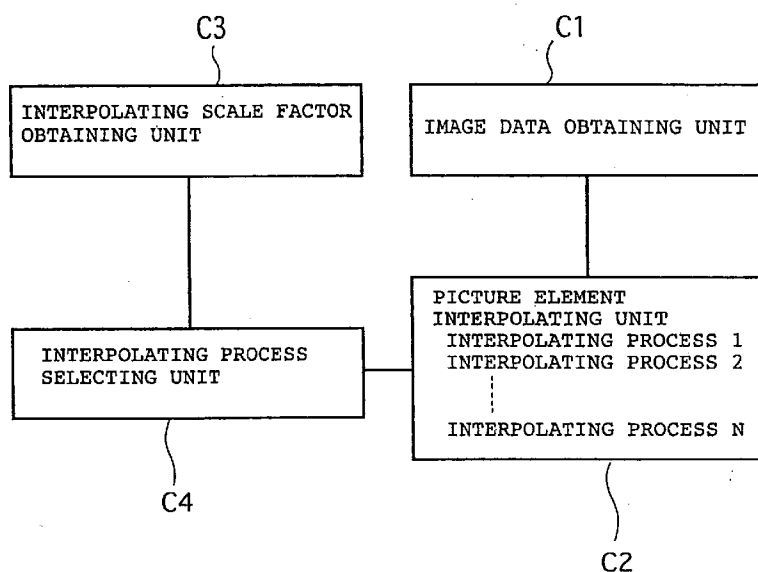 C3
C1
INTERPOLATING SCALE FACTOR
OBTAINING UNIT
IMAGE DATA OBTAINING UNIT
PICTURE ELEMENT
INTERPOLATING UNIT
INTERPOLATING PROCESS 1
INTERPOLATING PROCESS 2
INTERPOLATING PROCESS N
INTERPOLATING PROCESS
SELECTING UNIT
C4
C2